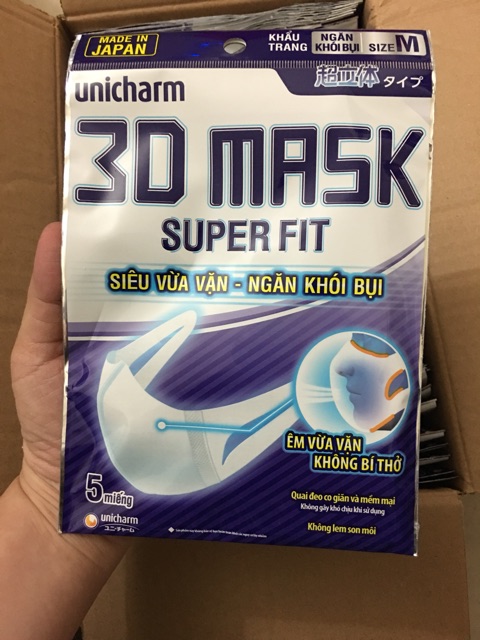 MADE IN
JAPAN
KHẨU
TRANG
NGĂN
KHÓI BỤI
SIZE M
unicharm
超立体 タイプ
3D MASK
SUPER FIT
SIÊU VỪA VẶN - NGĂN KHÓI BỤI
ÊM VỪA VẶN
KHÔNG BÍ THỞ
5 miếng
Quai đeo co giãn và mềm mại
Không gây khó chịu khi sử dụng
Không lem son môi
unicharm
ユニ・チャーム